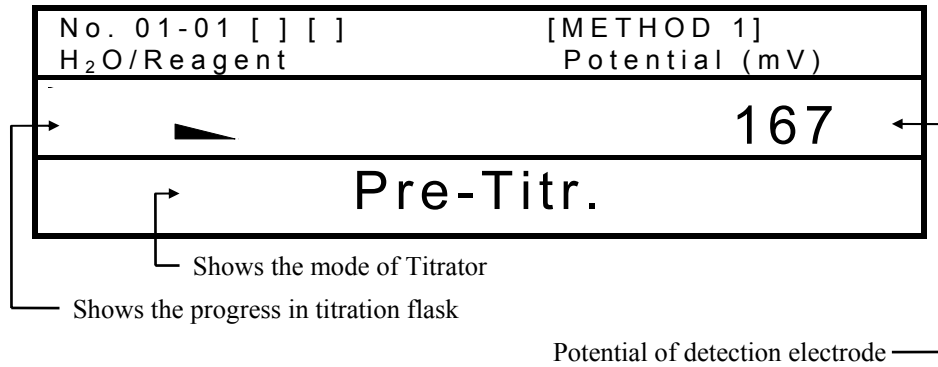 No. 01-01 [ ] [ ] [METHOD 1]
H₂O/Reagent Potential (mV)
167
Pre-Titr.
Shows the mode of Titrator
Shows the progress in titration flask
Potential of detection electrode